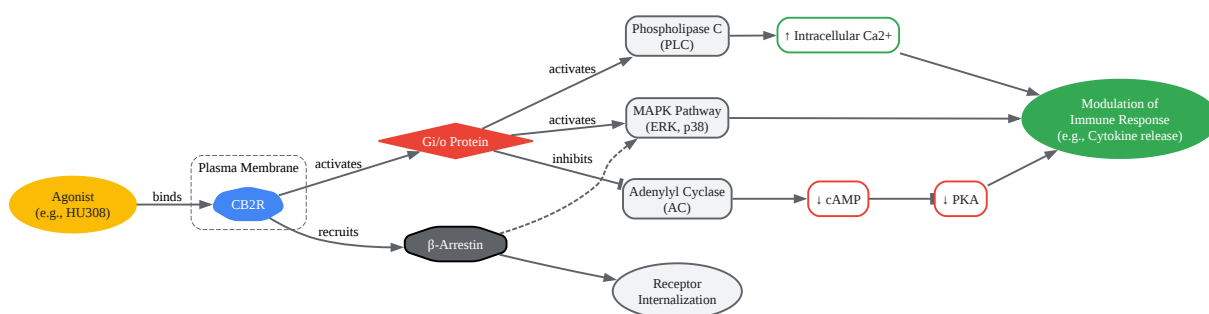 Agonist
(e.g., HU308)
binds
Plasma Membrane
CB2R
activates
recruits
Gi/o Protein
β-Arrestin
activates
activates
inhibits
Phospholipase C
(PLC)
MAPK Pathway
(ERK, p38)
Adenylyl Cyclase
(AC)
Receptor
Internalization
↑ Intracellular Ca2+
↓ cAMP
↓ PKA
Modulation of
Immune Response
(e.g., Cytokine release)